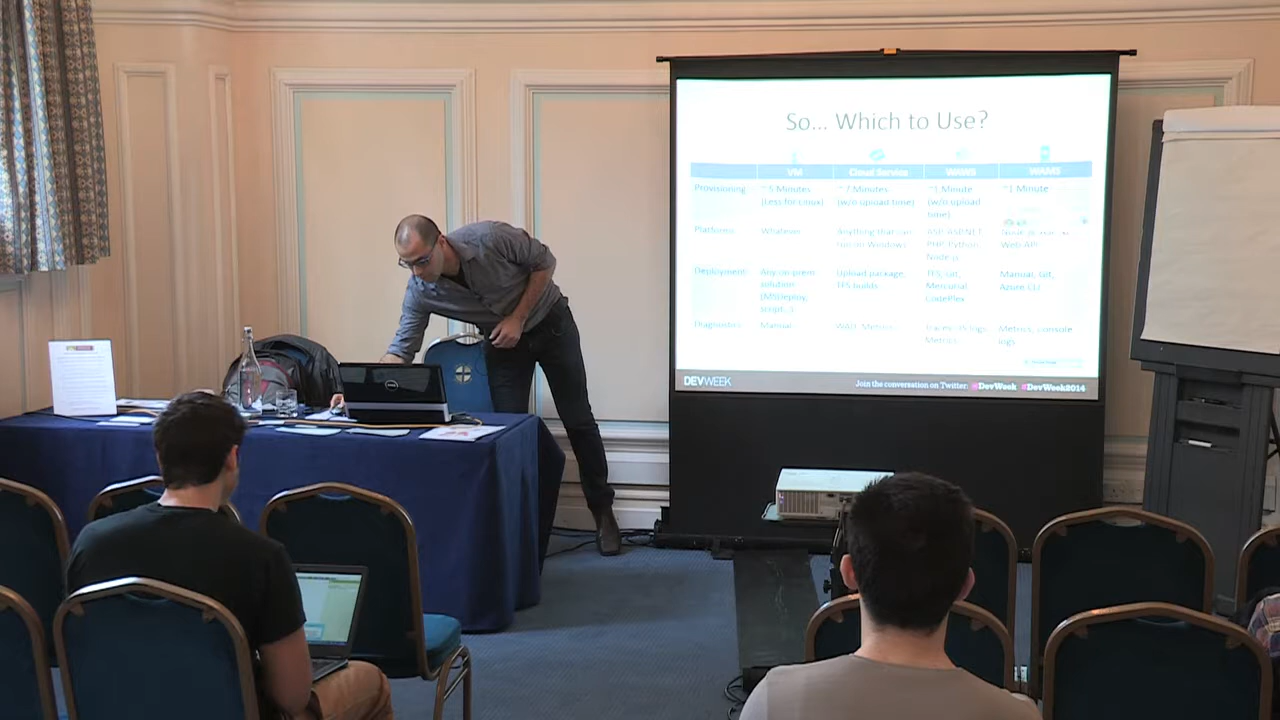 So... Which to Use?
VM Cloud Service WAWS WAMS
Provisioning ~5 Minutes ~7 Minutes ~1 Minute ~1 Minute
(Less for Linux) (w/o upload time) (w/o upload
time)
Platforms Whatever Anything that can ASP, ASP.NET
run on Windows PHP, Python, Web API
Node.js
Deployment Any on-prem Upload package, TFS, Git, Manual, Git,
solution TFS builds Mercurial, Azure CLI
(MSDeploy, CodePlex
script...)
Diagnostics Manual WAD, Metrics Traces, IIS logs, Metrics, console
Metrics logs
DEVWEEK Join the conversation on Twitter: #DevWeek #DevWeek2014
DELL